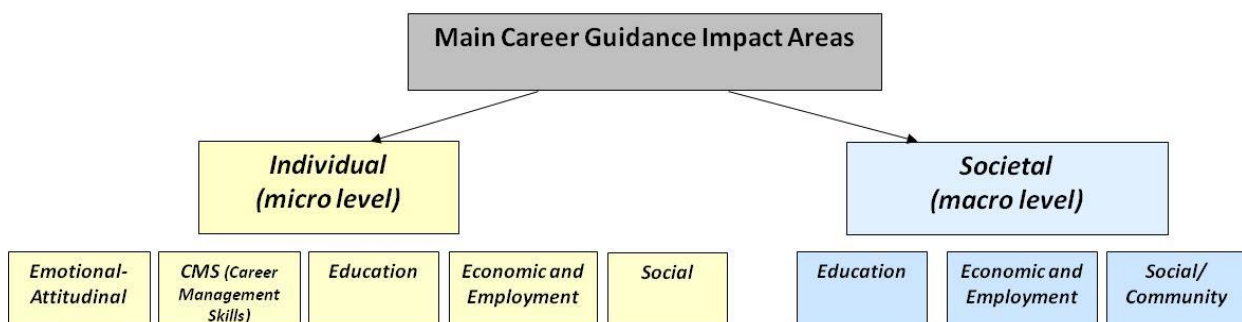 Main Career Guidance Impact Areas
Individual
(micro level)
Societal
(macro level)
Emotional-
Attitudinal
CMS (Career
Management
Skills)
Education
Economic and
Employment
Social
Education
Economic and
Employment
Social/
Community